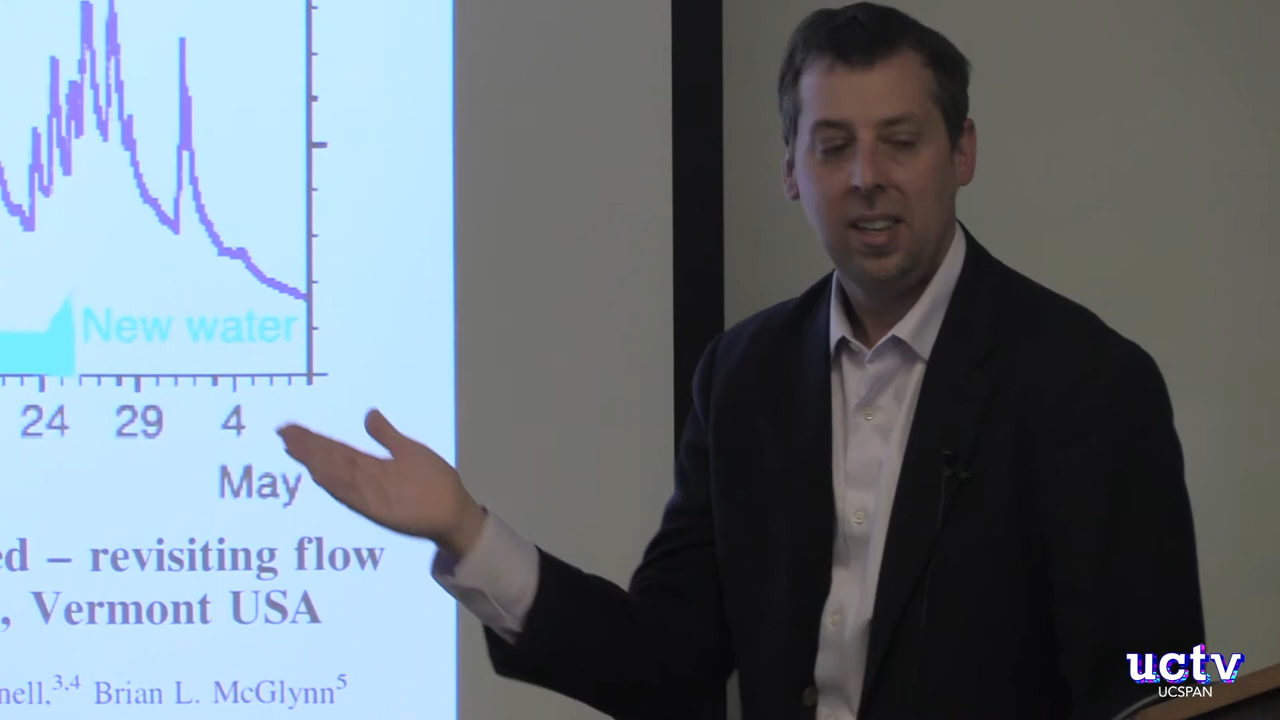 New water
24 29 4
May
ed – revisiting flow
, Vermont USA
nell,3,4 Brian L. McGlynn5
uctv
UCSPAN